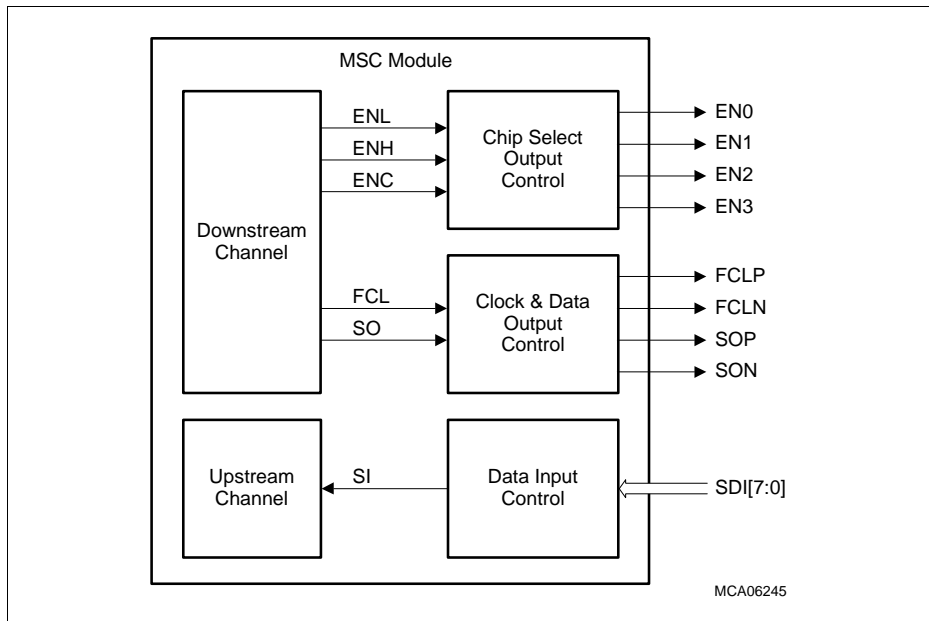 MSC Module
Downstream
Channel
ENL
ENH
ENC
Chip Select
Output
Control
EN0
EN1
EN2
EN3
FCL
SO
Clock & Data
Output
Control
FCLP
FCLN
SOP
SON
Upstream
Channel
SI
Data Input
Control
SDI[7:0]
MCA06245